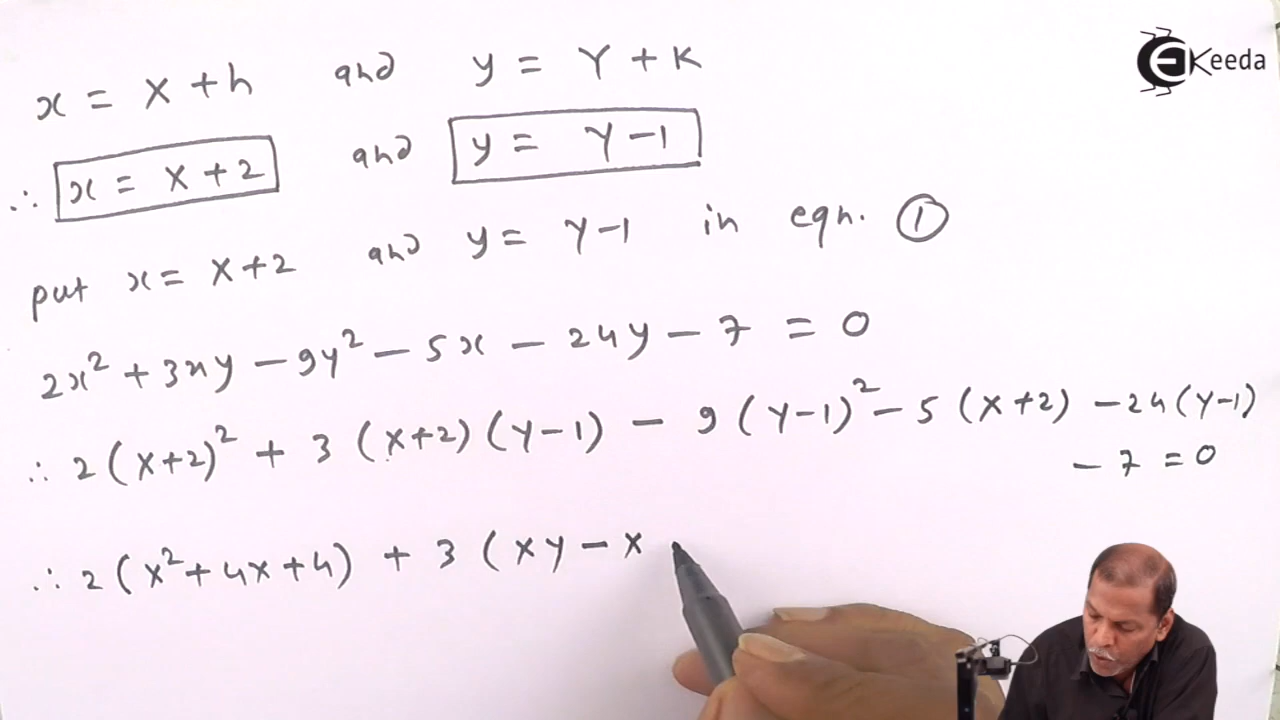 EKeeda
x = X + h and y = Y + K
∴ x = X + 2 and y = Y - 1
put x = X + 2 and y = Y - 1 in eqn. ①
2x² + 3xy - 9y² - 5x - 24y - 7 = 0
∴ 2(X+2)² + 3(X+2)(Y-1) - 9(Y-1)² - 5(X+2) - 24(Y-1)
- 7 = 0
∴ 2(X² + 4X + 4) + 3(XY - X